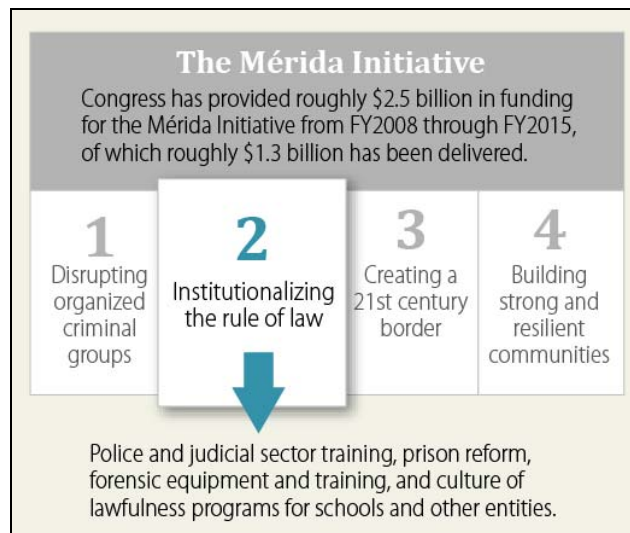 The Mérida Initiative
Congress has provided roughly $2.5 billion in funding
for the Mérida Initiative from FY2008 through FY2015,
of which roughly $1.3 billion has been delivered.
1
Disrupting
organized
criminal
groups
2
Institutionalizing
the rule of law
3
Creating a
21st century
border
4
Building
strong and
resilient
communities
Police and judicial sector training, prison reform,
forensic equipment and training, and culture of
lawfulness programs for schools and other entities.